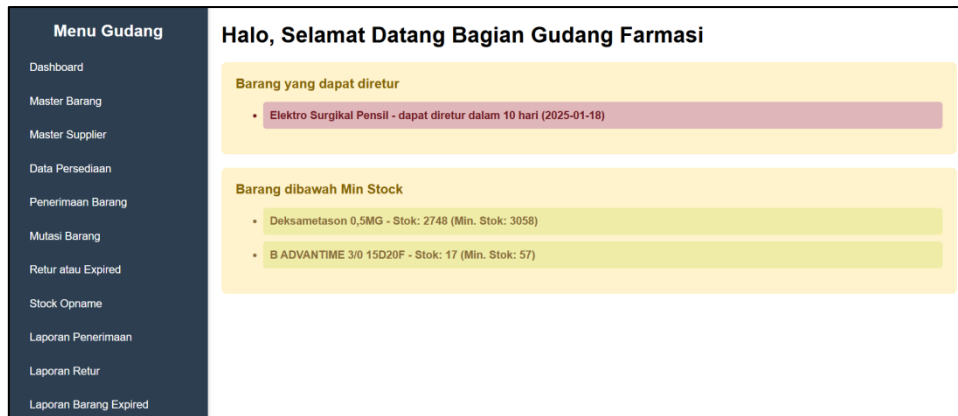 Menu Gudang
Dashboard
Master Barang
Master Supplier
Data Persediaan
Penerimaan Barang
Mutasi Barang
Retur atau Expired
Stock Opname
Laporan Penerimaan
Laporan Retur
Laporan Barang Expired
Halo, Selamat Datang Bagian Gudang Farmasi
Barang yang dapat diretur
• Elektro Surgikal Pensil - dapat diretur dalam 10 hari (2025-01-18)
Barang dibawah Min Stock
• Deksametason 0,5MG - Stok: 2748 (Min. Stok: 3058)
• B ADVANTIME 3/0 15D20F - Stok: 17 (Min. Stok: 57)